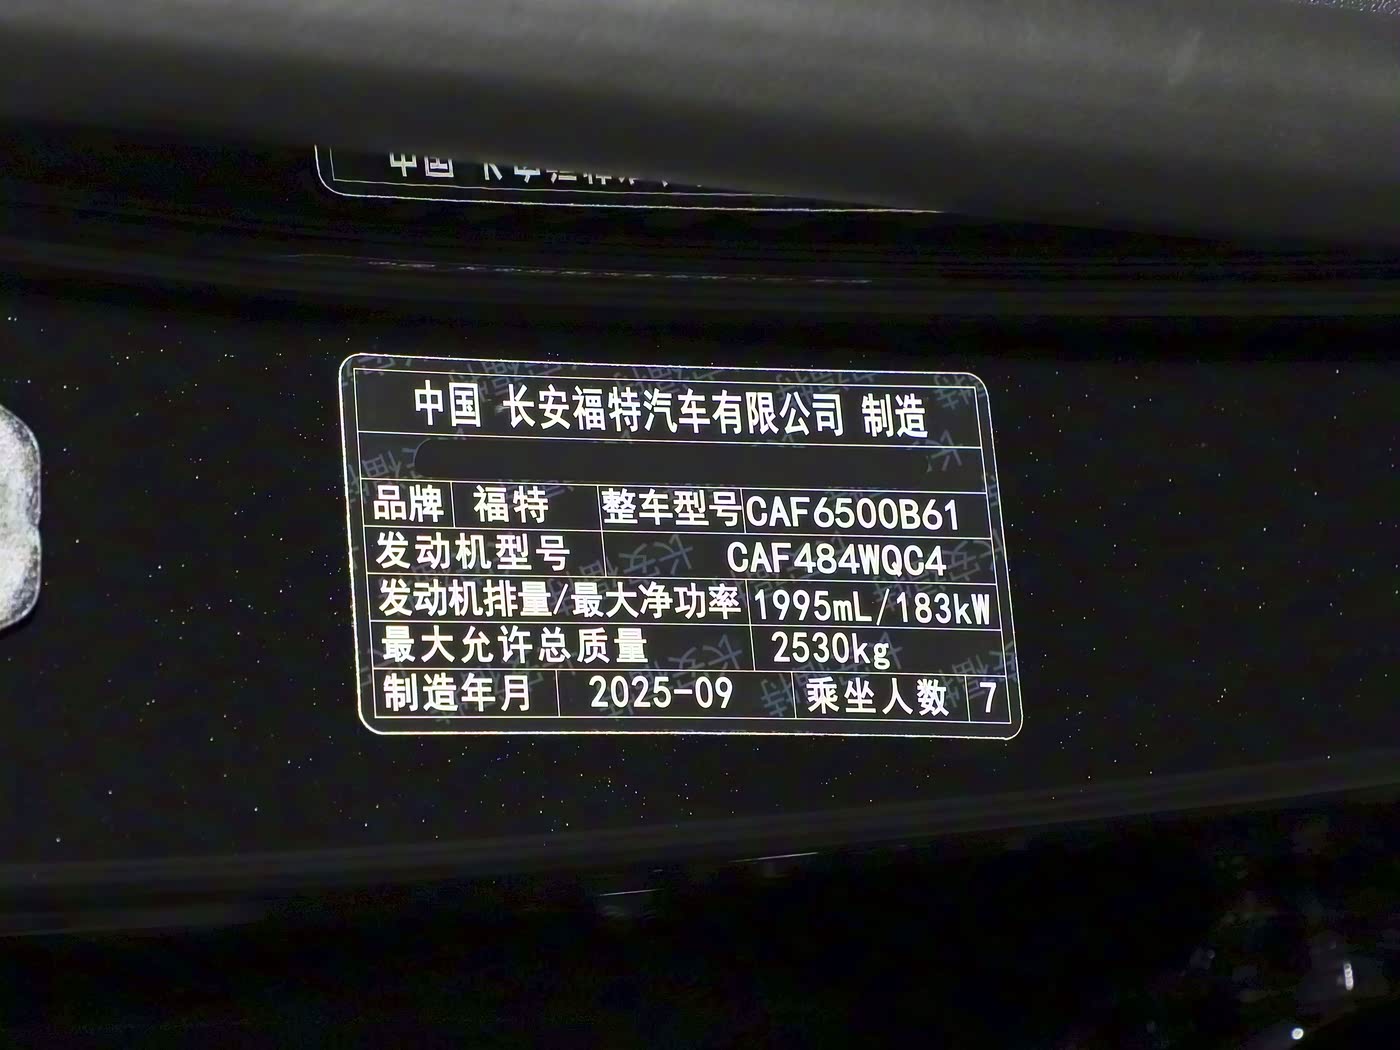 中国 长安福特汽车有限公司 制造
品牌 福特 整车型号 CAF6500B61
发动机型号 CAF484WQC4
发动机排量/最大净功率 1995mL/183kW
最大允许总质量 2530kg
制造年月 2025-09 乘坐人数 7